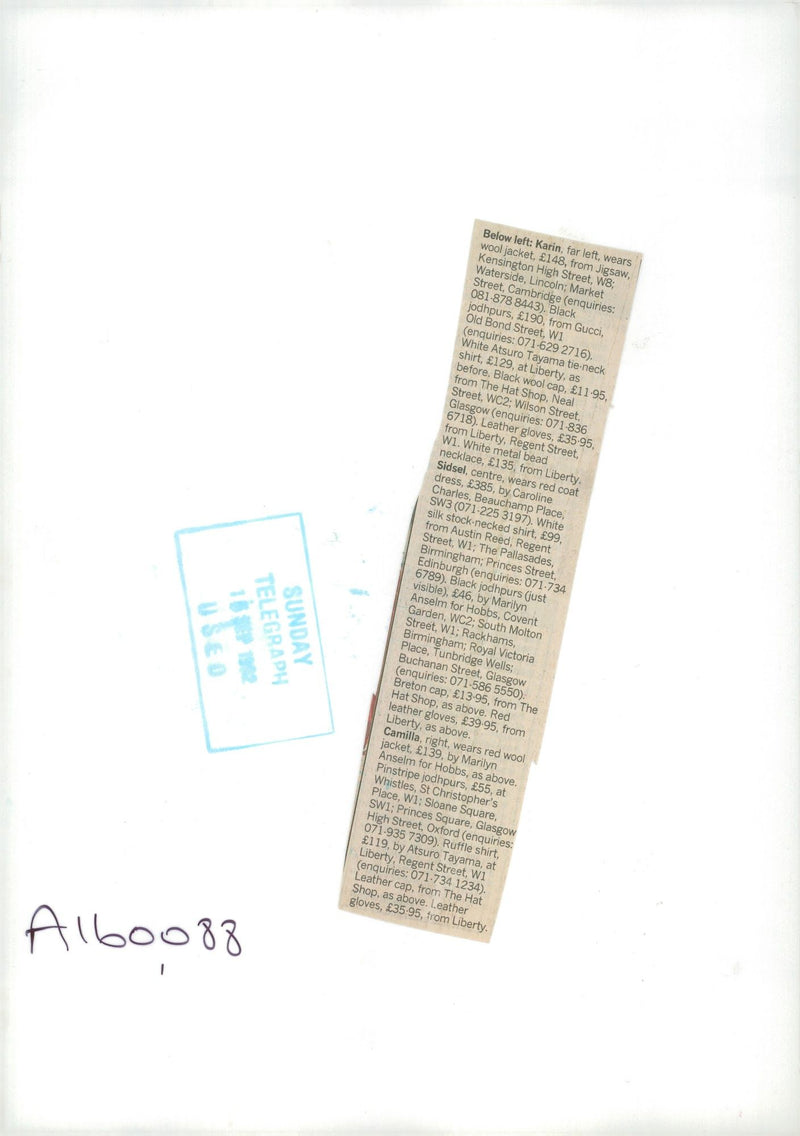 Below left: Karin, far left, wears
wool jacket, £148, from Jigsaw,
Kensington High Street, W8;
Waterside, Lincoln; Market
Street, Cambridge (enquiries:
081-878 8443). Black
jodhpurs, £190, from Gucci,
Old Bond Street, W1
(enquiries: 071-629 2716).
White Atsuro Tayama tie-neck
shirt, £129, at Liberty, as
before. Black wool cap, £11·95,
from The Hat Shop, Neal
Street, WC2; Wilson Street,
Glasgow (enquiries: 071-836
6718). Leather gloves, £35·95,
from Liberty, Regent Street,
W1. White metal bead
necklace, £135, from Liberty.
Sidsel, centre, wears red coat
dress, £385, by Caroline
Charles, Beauchamp Place,
SW3 (071-225 3197). White
silk stock-necked shirt, £99,
from Austin Reed, Regent
Street, W1; The Pallasades,
Birmingham; Princes Street,
Edinburgh (enquiries: 071-734
6789). Black jodhpurs (just
visible), £46, by Marilyn
Anselm for Hobbs, Covent
Garden, WC2; South Molton
Street, W1; Rackhams,
Birmingham; Royal Victoria
Place, Tunbridge Wells;
Buchanan Street, Glasgow
(enquiries: 071-586 5550).
Breton cap, £13·95, from The
Hat Shop, as above. Red
leather gloves, £39·95, from
Liberty, as above.
Camilla, right, wears red wool
jacket, £139, by Marilyn
Anselm for Hobbs, as above.
Pinstripe jodhpurs, £55, at
Whistles, St Christopher's
Place, W1; Sloane Square,
SW1; Princes Square, Glasgow
High Street, Oxford (enquiries:
071-935 7309). Ruffle shirt,
£119, by Atsuro Tayama, at
Liberty, Regent Street, W1
(enquiries: 071-734 1234).
Leather cap, from The Hat
Shop, as above. Leather
gloves, £35·95, from Liberty.
SUNDAY
TELEGRAPH
USED
A1160088